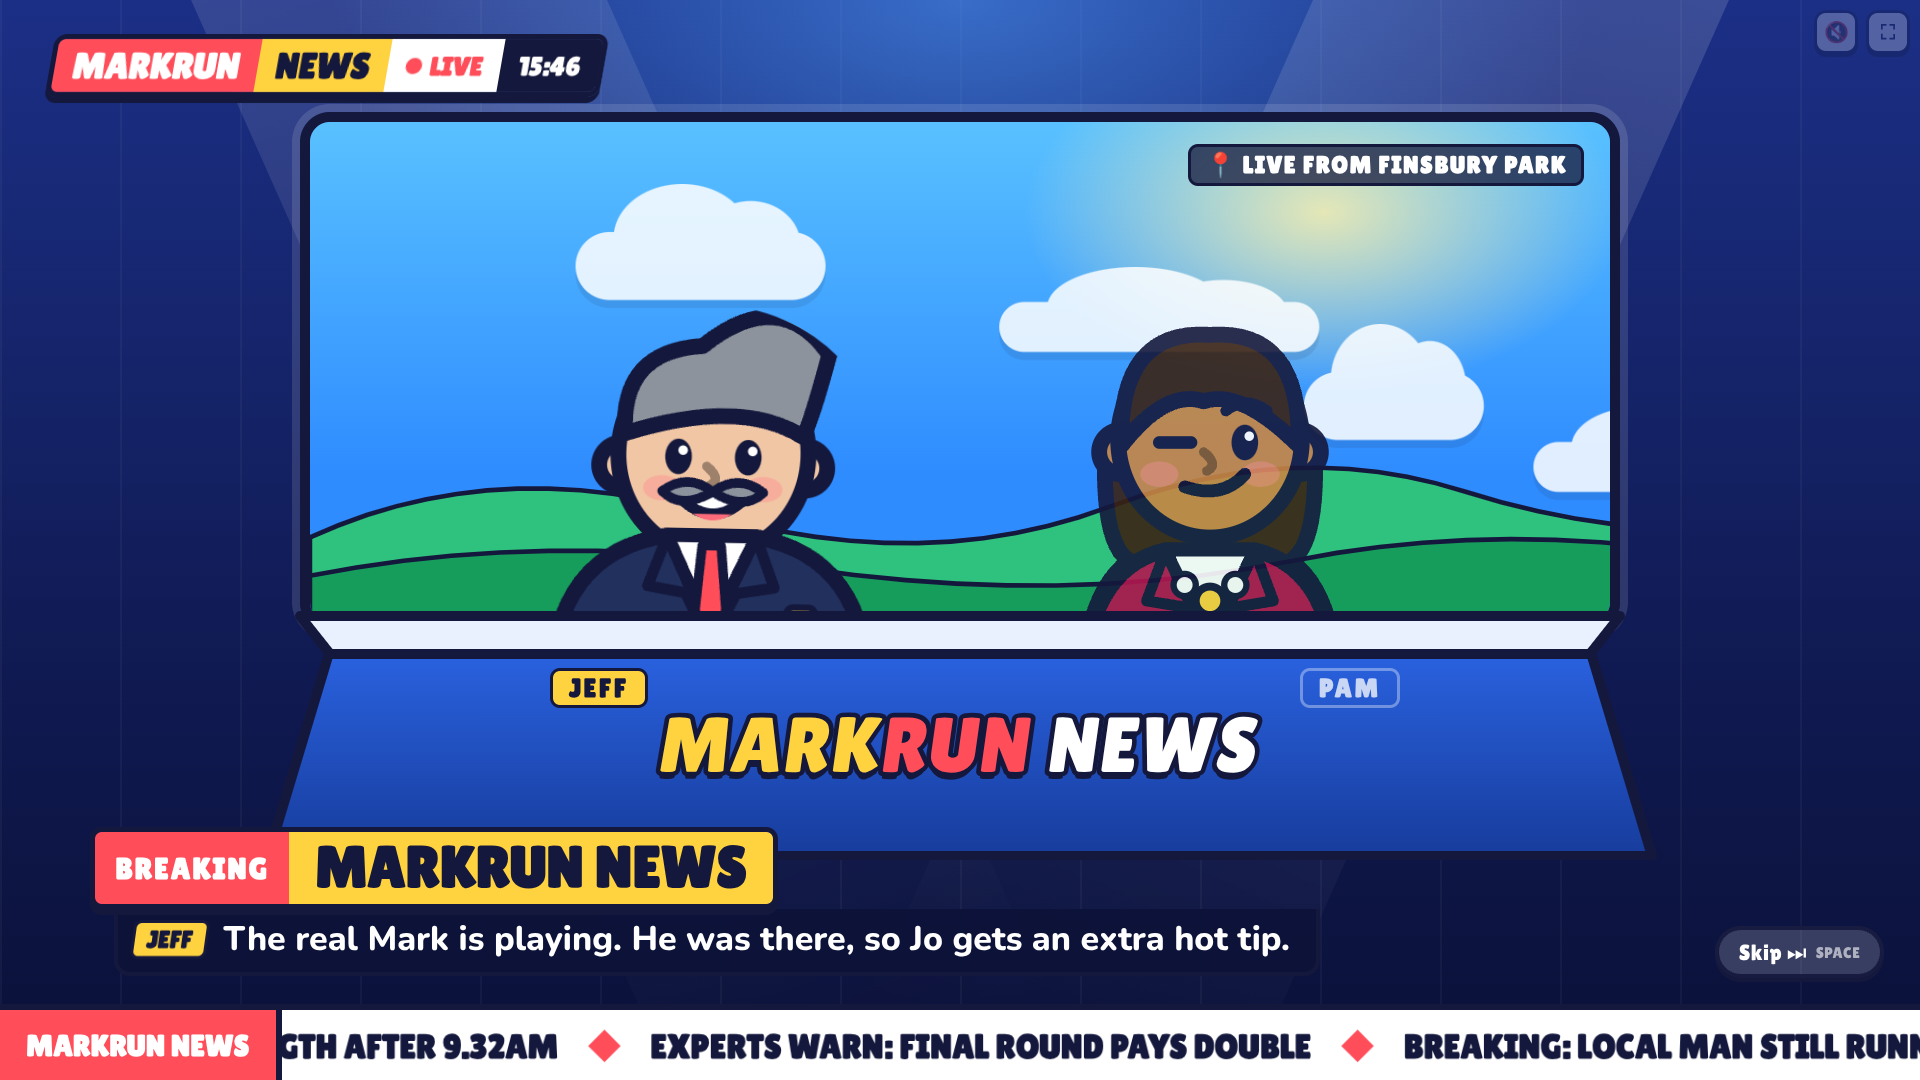 MARKRUN NEWS LIVE 15:46
LIVE FROM FINSBURY PARK
JEFF
PAM
MARKRUN NEWS
BREAKING MARKRUN NEWS
JEFF The real Mark is playing. He was there, so Jo gets an extra hot tip.
Skip SPACE
MARKRUN NEWS GTH AFTER 9.32AM EXPERTS WARN: FINAL ROUND PAYS DOUBLE BREAKING: LOCAL MAN STILL RUNN